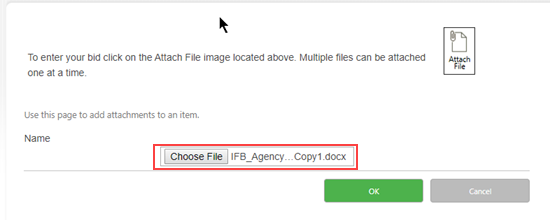 To enter your bid click on the Attach File image located above. Multiple files can be attached
one at a time.
Attach
File
Use this page to add attachments to an item.
Name
Choose File IFB_Agency…Copy1.docx
OK Cancel